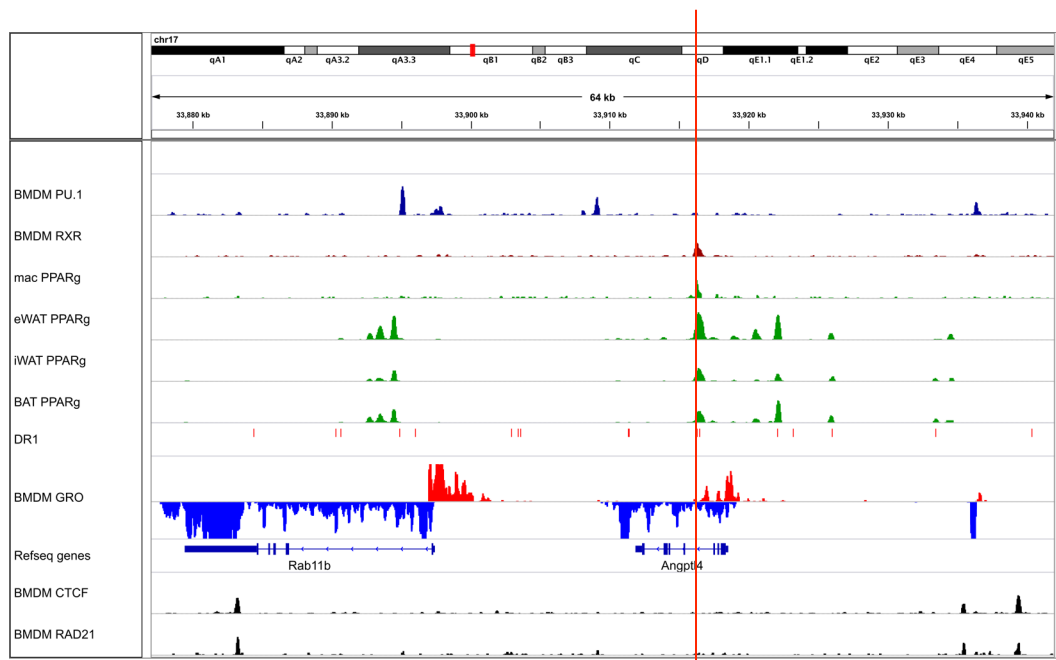 chr17
qA1 qA2 qA3.2 qA3.3 qB1 qB2 qB3 qC qD qE1.1 qE1.2 qE2 qE3 qE4 qE5
64 kb
33,880 kb 33,890 kb 33,900 kb 33,910 kb 33,920 kb 33,930 kb 33,940 kb
BMDM PU.1
BMDM RXR
mac PPARg
eWAT PPARg
iWAT PPARg
BAT PPARg
DR1
BMDM GRO
Refseq genes
Rab11b Angptl4
BMDM CTCF
BMDM RAD21